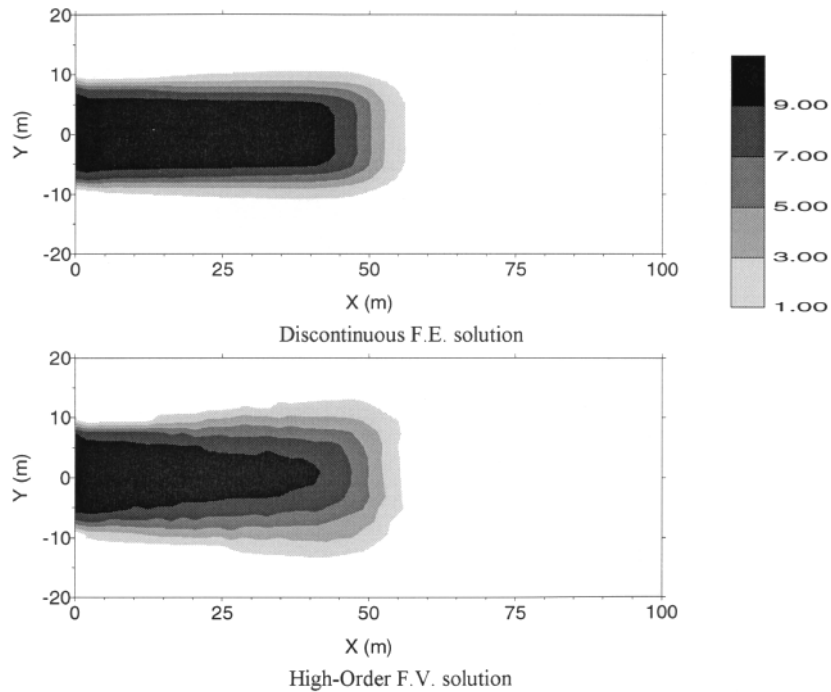 20
10
Y (m)
0
-10
-20
0 25 50 75 100
X (m)
Discontinuous F.E. solution
9.00
7.00
5.00
3.00
1.00
20
10
Y (m)
0
-10
-20
0 25 50 75 100
X (m)
High-Order F.V. solution